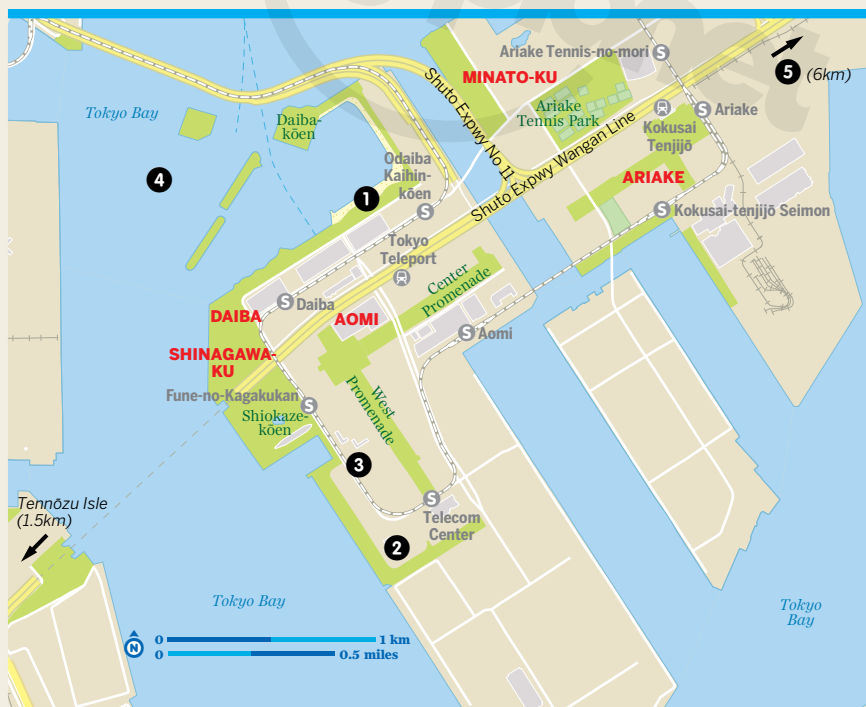 Ariake Tennis-no-mori
S
5 (6km)
MINATO-KU
Shuto Expwy No 11
Tokyo Bay
Daiba-
kōen
Ariake
Tennis Park
Kokusai
Tenjijō
S
Ariake
Odaiba
Kaihin-
kōen
S
Shuto Expwy Wangan Line
4
1
ARIAKE
S
Kokusai-tenjijō Seimon
Tokyo
Teleport
Center
Promenade
DAIBA
S
Daiba
AOMI
S
Aomi
SHINAGAWA-
KU
Fune-no-Kagakukan
S
Shiokaze-
kōen
West
Promenade
3
S
Telecom
Center
Tennōzu Isle
(1.5km)
2
Tokyo Bay
Tokyo
Bay
N
0 1 km
0 0.5 miles